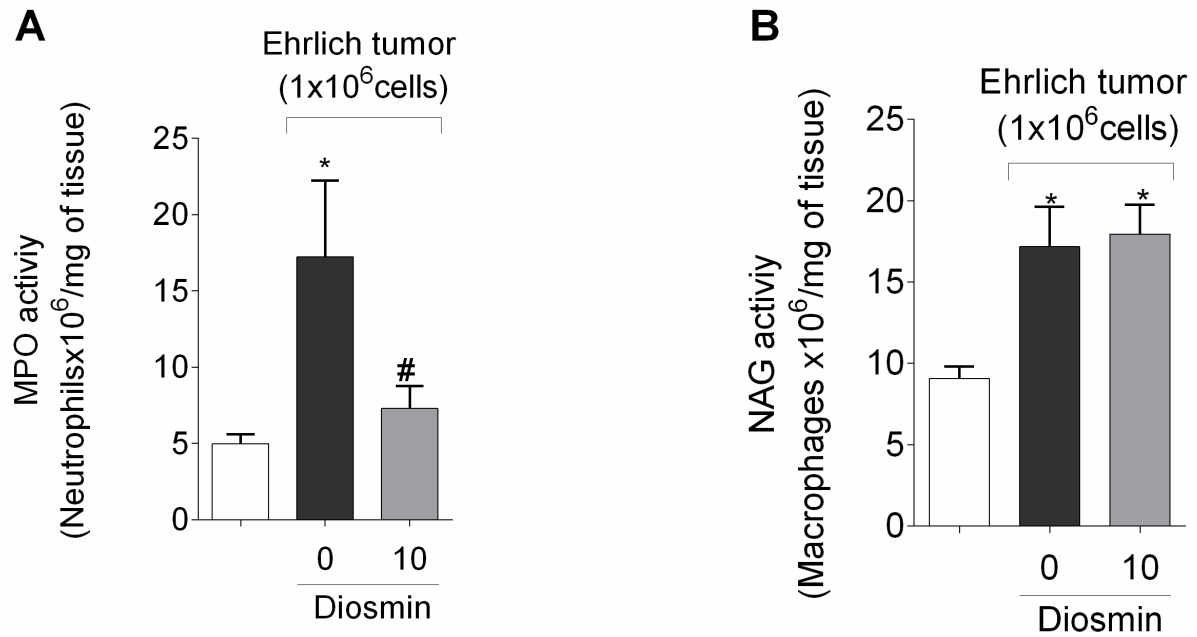 A
Ehrlich tumor
(1x10⁶cells)
MPO activiy
(Neutrophilsx10⁶/mg of tissue)
25
20
15
10
5
0
*
#
0 10
Diosmin
B
Ehrlich tumor
(1x10⁶cells)
NAG activiy
(Macrophages x10⁶/mg of tissue)
25
20
15
10
5
0
* *
0 10
Diosmin